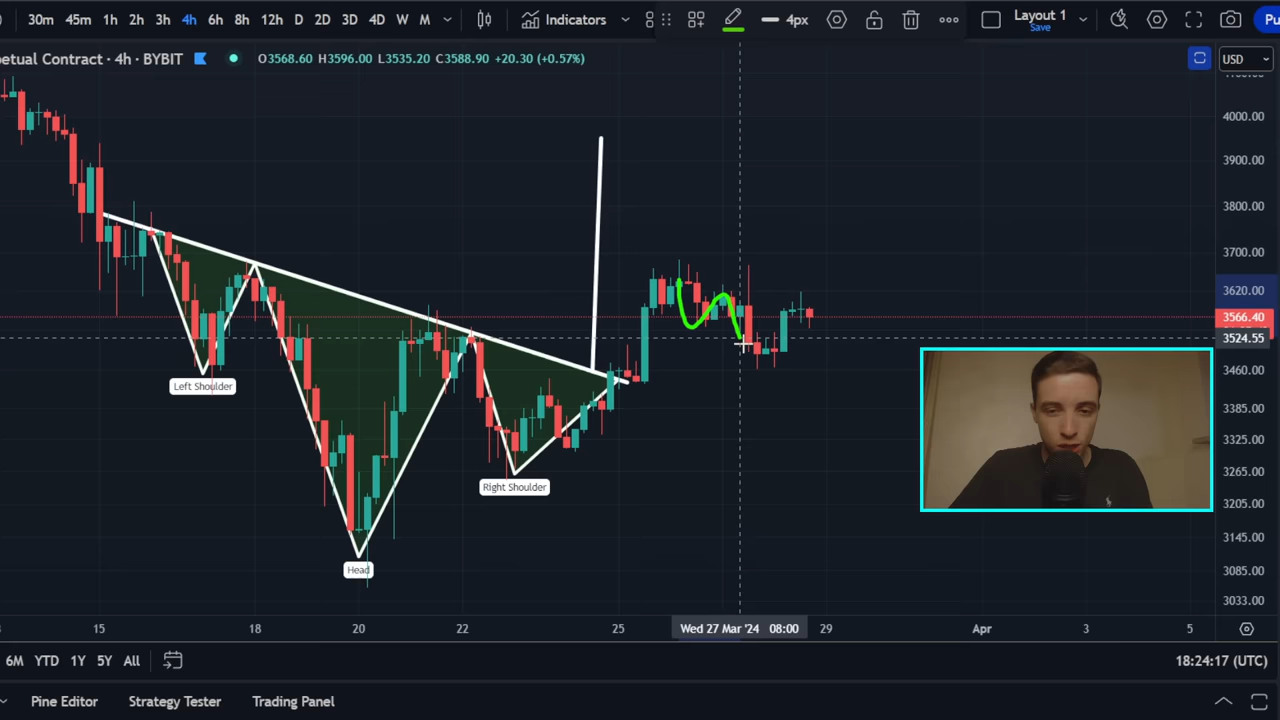 30m 45m 1h 2h 3h 4h 6h 8h 12h D 2D 3D 4D W M Indicators 4px Layout 1 Save Pu
petual Contract · 4h · BYBIT O3568.60 H3596.00 L3535.20 C3588.90 +20.30 (+0.57%) USD
4000.00
3900.00
3800.00
3700.00
3620.00
3566.40
3524.55
3460.00
3385.00
3325.00
3265.00
3205.00
3145.00
3085.00
3033.00
Left Shoulder
Right Shoulder
Head
15 18 20 22 25 Wed 27 Mar '24 08:00 29 Apr 3 5
6M YTD 1Y 5Y All 18:24:17 (UTC)
Pine Editor Strategy Tester Trading Panel